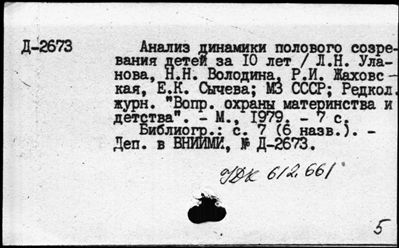 Д-2673 Анализ динамики полового созре-
вания детей за 10 лет / Л.Н. Ула-
нова, Н.Н. Володина, Р.И. Жаховс-
кая, Е.К. Сычева; МЗ СССР; Редкол.
журн. "Вопр. охраны материнства и
детства". - М., 1979. - 7 с.
Библиогр.: с. 7 (6 назв.). -
Деп. в ВНИИМИ, № Д-2673.
УДК 612.661
5